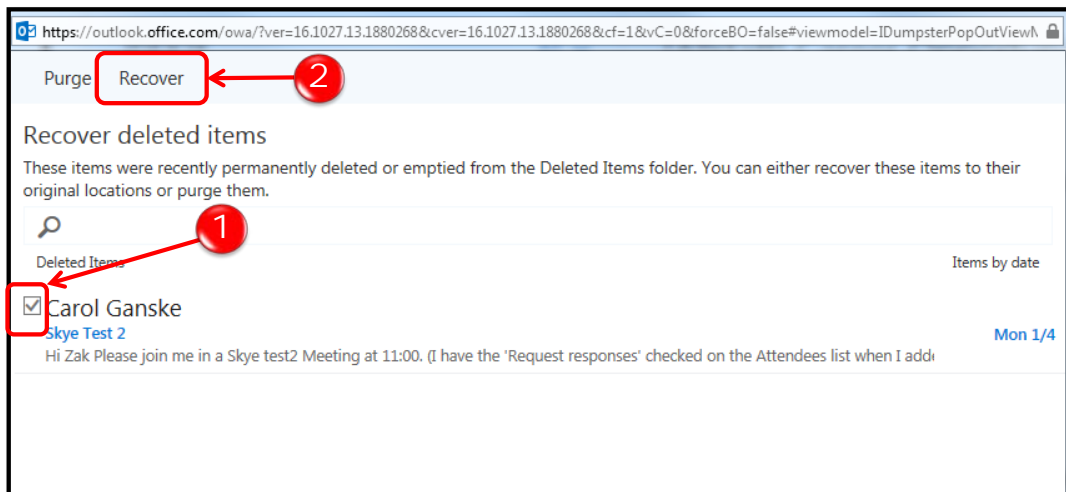 https://outlook.office.com/owa/?ver=16.1027.13.1880268&cver=16.1027.13.1880268&cf=1&vC=0&forceBO=false#viewmodel=IDumpsterPopOutViewM
Purge Recover 2
Recover deleted items
These items were recently permanently deleted or emptied from the Deleted Items folder. You can either recover these items to their
original locations or purge them.
1
Deleted Items Items by date
Carol Ganske
Skye Test 2 Mon 1/4
Hi Zak Please join me in a Skye test2 Meeting at 11:00. (I have the 'Request responses' checked on the Attendees list when I adde